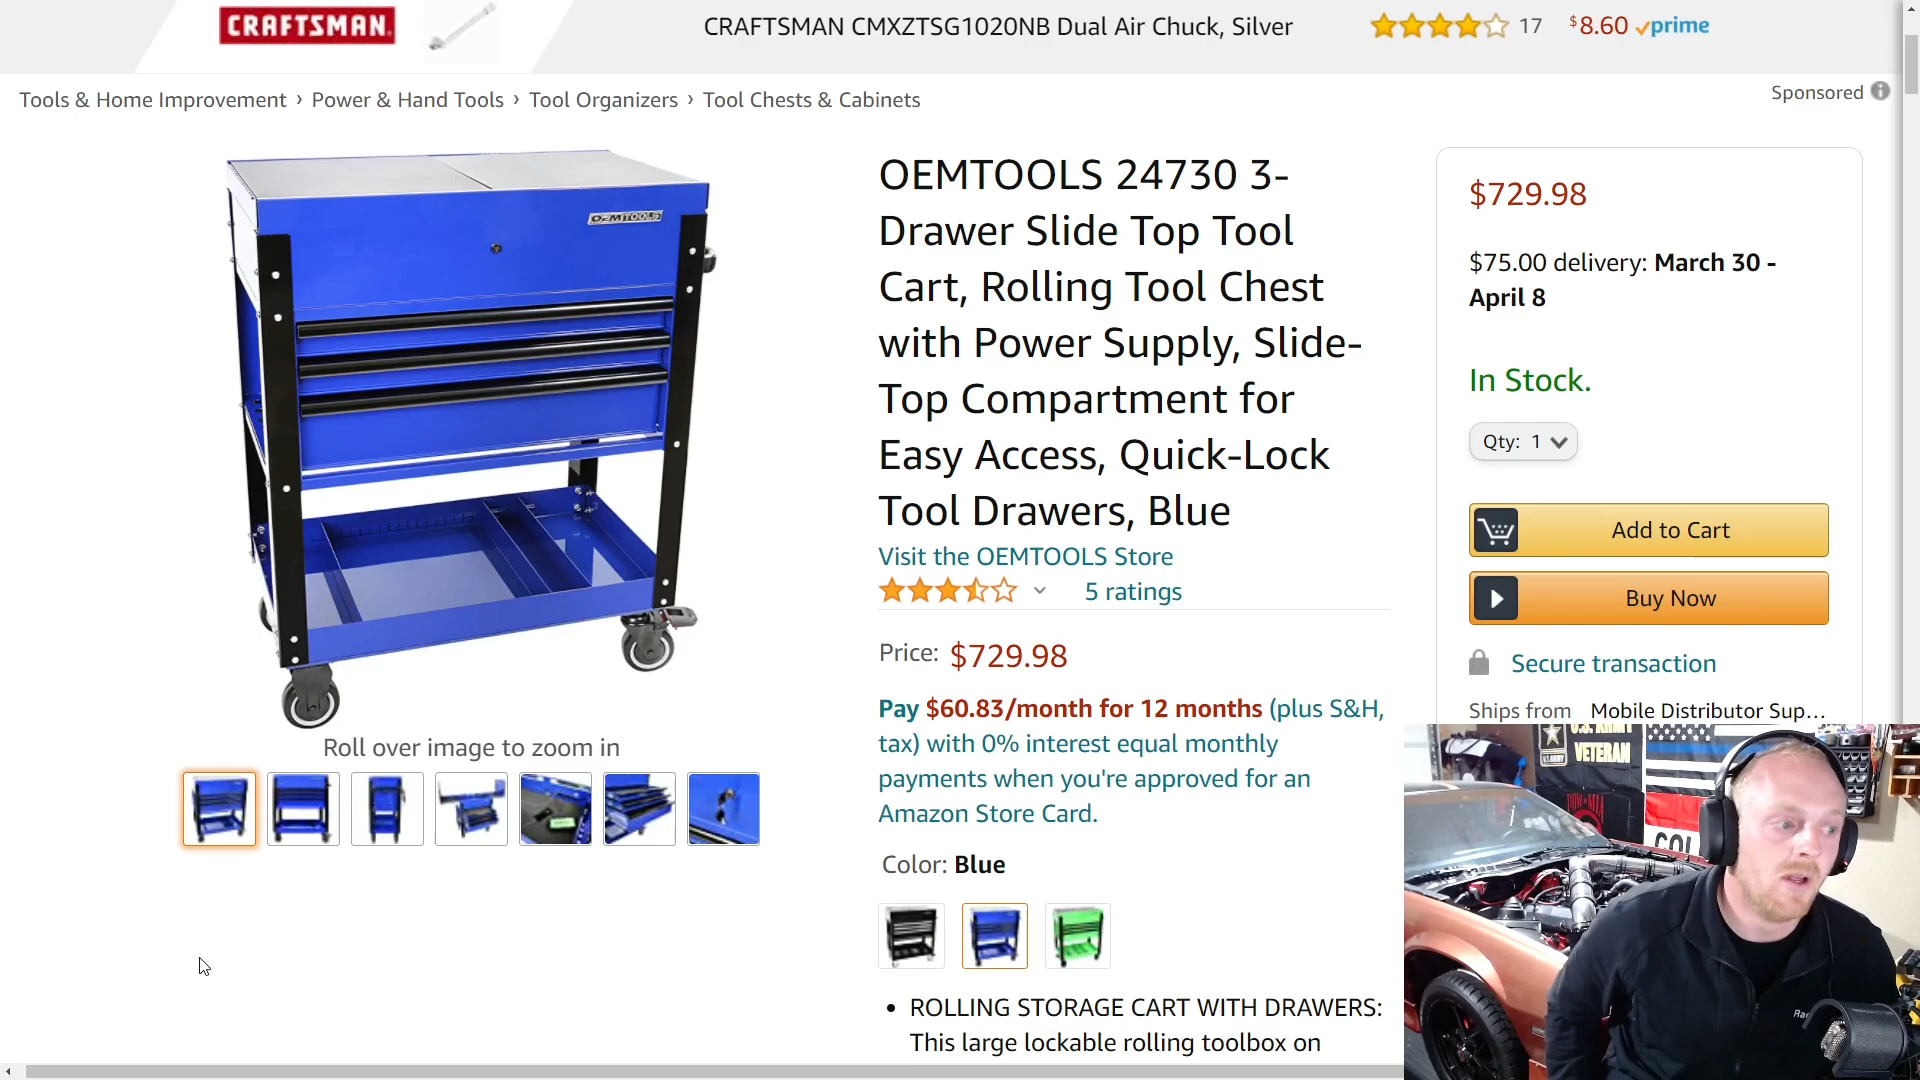 CRAFTSMAN
CRAFTSMAN CMXZTSG1020NB Dual Air Chuck, Silver
17
$8.60 prime
Tools & Home Improvement › Power & Hand Tools › Tool Organizers › Tool Chests & Cabinets
Sponsored
OEMTOOLS
Roll over image to zoom in
OEMTOOLS 24730 3-
Drawer Slide Top Tool
Cart, Rolling Tool Chest
with Power Supply, Slide-
Top Compartment for
Easy Access, Quick-Lock
Tool Drawers, Blue
Visit the OEMTOOLS Store
5 ratings
Price: $729.98
Pay $60.83/month for 12 months (plus S&H,
tax) with 0% interest equal monthly
payments when you're approved for an
Amazon Store Card.
Color: Blue
• ROLLING STORAGE CART WITH DRAWERS:
This large lockable rolling toolbox on
$729.98
$75.00 delivery: March 30 -
April 8
In Stock.
Qty: 1
Add to Cart
Buy Now
Secure transaction
Ships from Mobile Distributor Sup...
U.S. ARMY
VETERAN
POW MIA